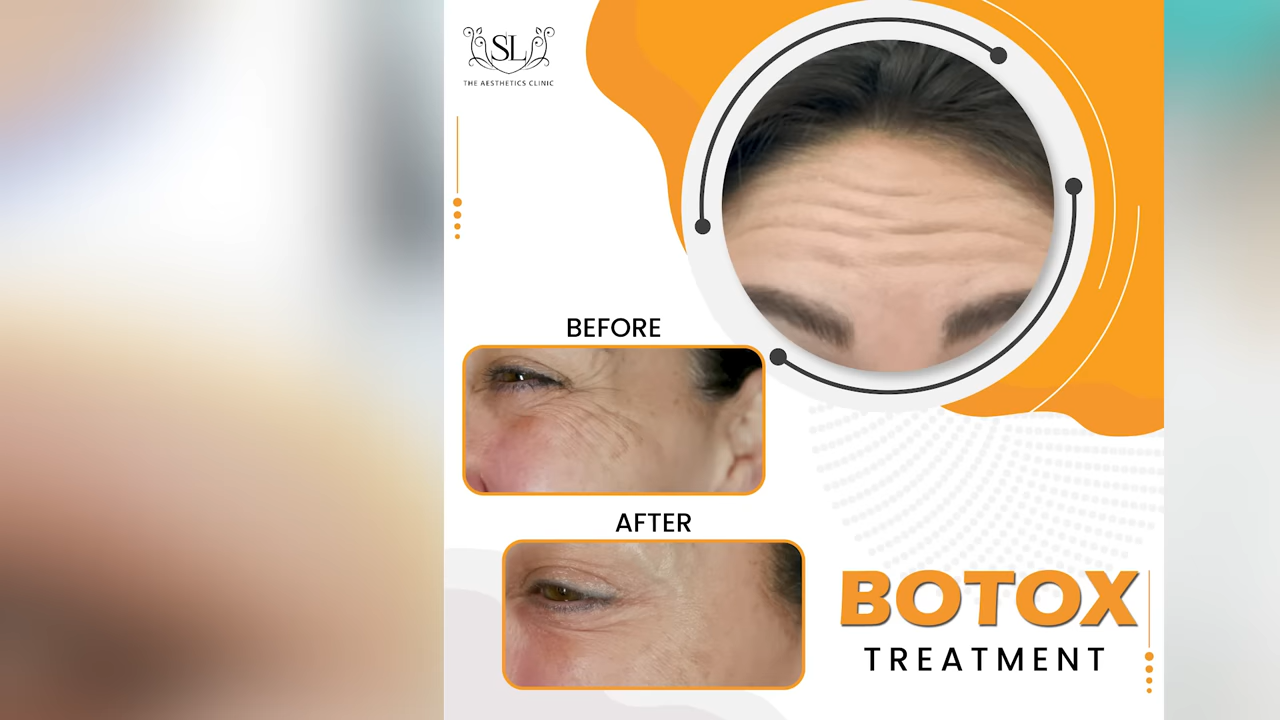 SL
THE AESTHETICS CLINIC
BEFORE
AFTER
BOTOX
TREATMENT